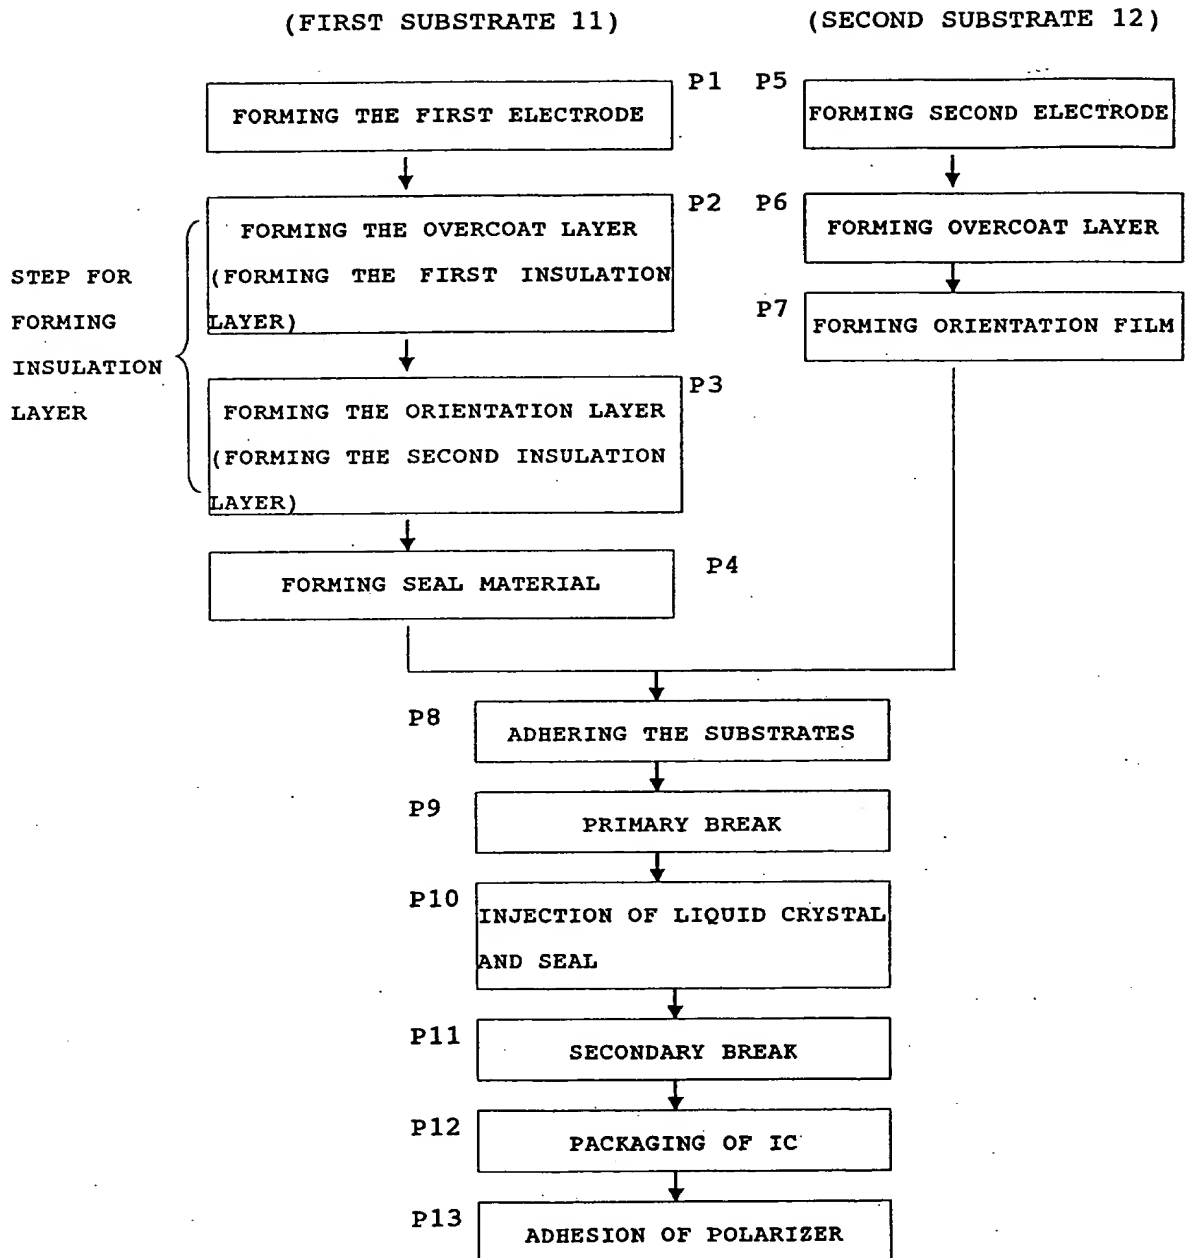 (FIRST SUBSTRATE 11)
(SECOND SUBSTRATE 12)
P1
FORMING THE FIRST ELECTRODE
P2
FORMING THE OVERCOAT LAYER
(FORMING THE FIRST INSULATION
LAYER)
STEP FOR
FORMING
INSULATION
LAYER
P3
FORMING THE ORIENTATION LAYER
(FORMING THE SECOND INSULATION
LAYER)
P4
FORMING SEAL MATERIAL
P5
FORMING SECOND ELECTRODE
P6
FORMING OVERCOAT LAYER
P7
FORMING ORIENTATION FILM
P8
ADHERING THE SUBSTRATES
P9
PRIMARY BREAK
P10
INJECTION OF LIQUID CRYSTAL
AND SEAL
P11
SECONDARY BREAK
P12
PACKAGING OF IC
P13
ADHESION OF POLARIZER